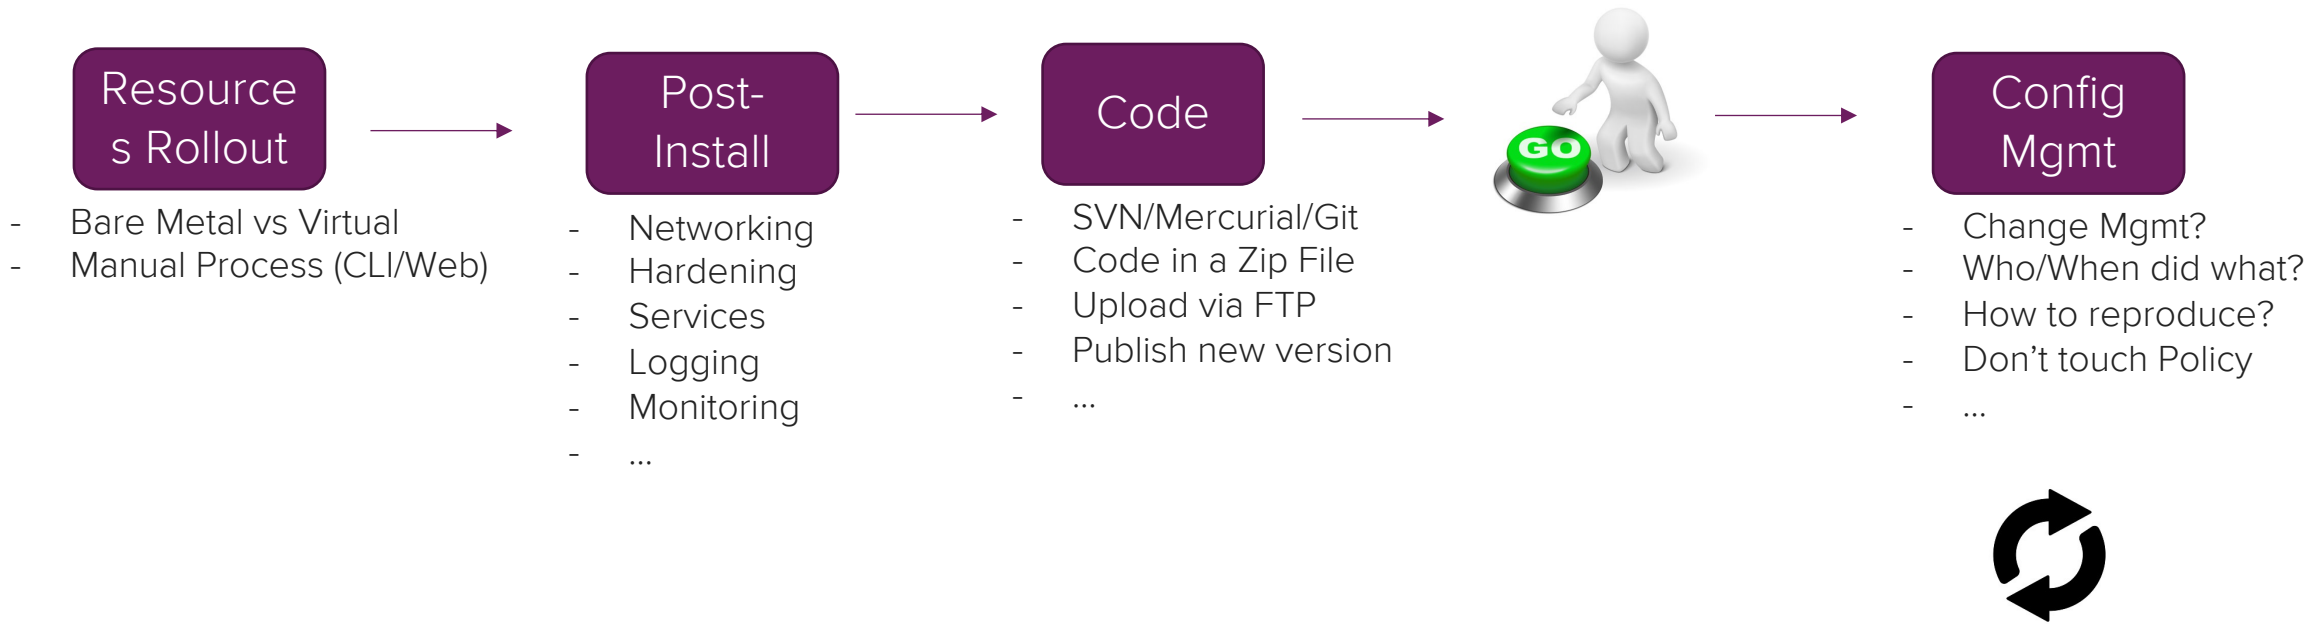 Resource
s Rollout
- Bare Metal vs Virtual
- Manual Process (CLI/Web)
Post-
Install
- Networking
- Hardening
- Services
- Logging
- Monitoring
- ...
Code
- SVN/Mercurial/Git
- Code in a Zip File
- Upload via FTP
- Publish new version
- ...
GO
Config
Mgmt
- Change Mgmt?
- Who/When did what?
- How to reproduce?
- Don’t touch Policy
- ...